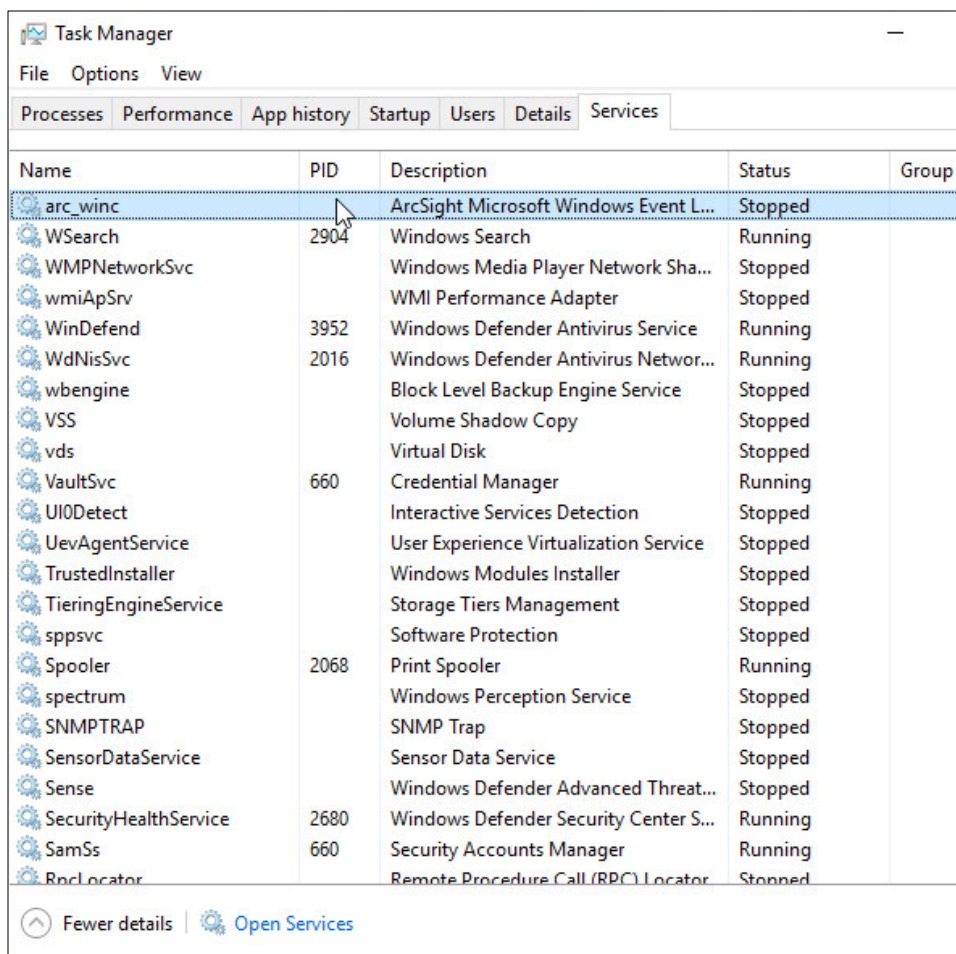 Task Manager
File Options View
Processes Performance App history Startup Users Details Services
Name PID Description Status Group
arc_winc ArcSight Microsoft Windows Event L... Stopped
WSearch 2904 Windows Search Running
WMPNetworkSvc Windows Media Player Network Sha... Stopped
wmiApSrv WMI Performance Adapter Stopped
WinDefend 3952 Windows Defender Antivirus Service Running
WdNisSvc 2016 Windows Defender Antivirus Networ... Running
wbengine Block Level Backup Engine Service Stopped
VSS Volume Shadow Copy Stopped
vds Virtual Disk Stopped
VaultSvc 660 Credential Manager Running
UI0Detect Interactive Services Detection Stopped
UevAgentService User Experience Virtualization Service Stopped
TrustedInstaller Windows Modules Installer Stopped
TieringEngineService Storage Tiers Management Stopped
sppsvc Software Protection Stopped
Spooler 2068 Print Spooler Running
spectrum Windows Perception Service Stopped
SNMPTRAP SNMP Trap Stopped
SensorDataService Sensor Data Service Stopped
Sense Windows Defender Advanced Threat... Stopped
SecurityHealthService 2680 Windows Defender Security Center S... Running
SamSs 660 Security Accounts Manager Running
RpcLocator Remote Procedure Call (RPC) Locator Stopped
Fewer details Open Services